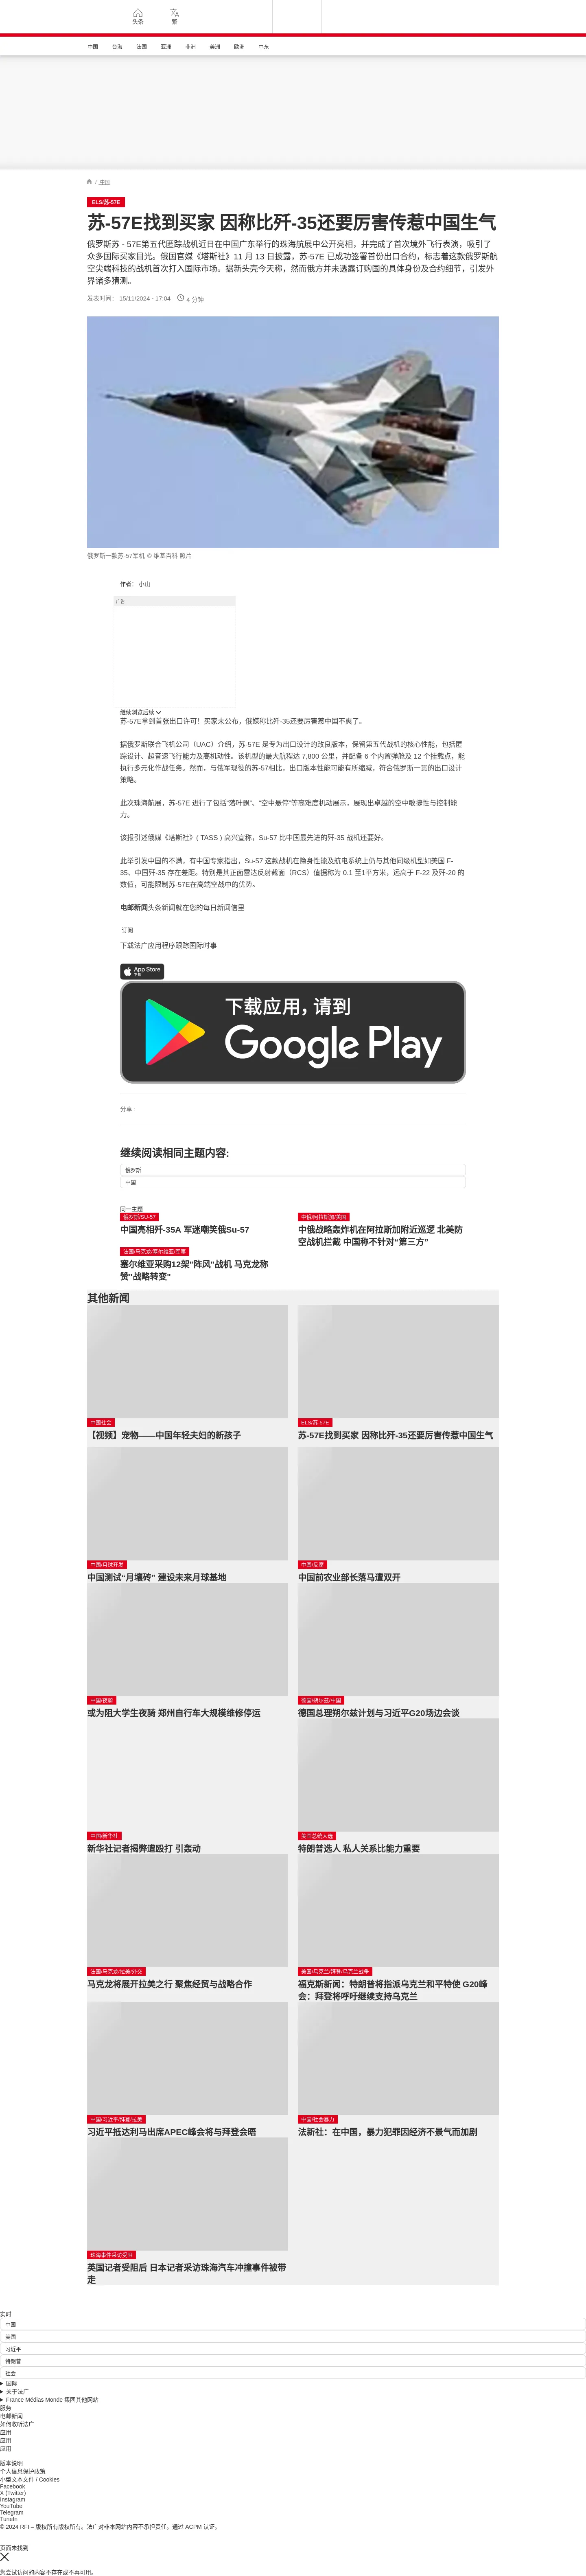 头条
繁
中国
台海
法国
亚洲
非洲
美洲
欧洲
中东
/ 中国
ELS/苏-57E
苏-57E找到买家 因称比歼-35还要厉害传惹中国生气
俄罗斯苏 - 57E第五代匿踪战机近日在中国广东举行的珠海航展中公开亮相，并完成了首次境外飞行表演，吸引了
众多国际买家目光。俄国官媒《塔斯社》11 月 13 日披露，苏-57E 已成功签署首份出口合约，标志着这款俄罗斯航
空尖端科技的战机首次打入国际市场。据新头壳今天称，然而俄方并未透露订购国的具体身份及合约细节，引发外
界诸多猜测。
发表时间： 15/11/2024 - 17:04 4 分钟
俄罗斯一款苏-57军机 © 维基百科 照片
作者： 小山
广告
继续浏览后续
苏-57E拿到首张出口许可！买家未公布，俄媒称比歼-35还要厉害惹中国不爽了。
据俄罗斯联合飞机公司（UAC）介绍，苏-57E 是专为出口设计的改良版本，保留第五代战机的核心性能，包括匿
踪设计、超音速飞行能力及高机动性。该机型的最大航程达 7,800 公里，并配备 6 个内置弹舱及 12 个挂载点，能
执行多元化作战任务。然而，与俄军现役的苏-57相比，出口版本性能可能有所缩减，符合俄罗斯一贯的出口设计
策略。
此次珠海航展，苏-57E 进行了包括“落叶飘”、“空中悬停”等高难度机动展示，展现出卓越的空中敏捷性与控制能
力。
该报引述俄媒《塔斯社》( TASS ) 高兴宣称，Su-57 比中国最先进的歼-35 战机还要好。
此举引发中国的不满，有中国专家指出，Su-57 这款战机在隐身性能及航电系统上仍与其他同级机型如美国 F-
35、中国歼-35 存在差距。特别是其正面雷达反射截面（RCS）值据称为 0.1 至1平方米，远高于 F-22 及歼-20 的
数值，可能限制苏-57E在高端空战中的优势。
电邮新闻头条新闻就在您的每日新闻信里
订阅
下载法广应用程序跟踪国际时事
App Store
下载
下载应用，请到
Google Play
分享 :
继续阅读相同主题内容:
俄罗斯
中国
同一主题
俄罗斯/SU-57
中国亮相歼-35A 军迷嘲笑俄Su-57
中俄/阿拉斯加/美国
中俄战略轰炸机在阿拉斯加附近巡逻 北美防
空战机拦截 中国称不针对“第三方”
法国/马克龙/塞尔维亚/军事
塞尔维亚采购12架"阵风"战机 马克龙称
赞"战略转变"
其他新闻
中国社会
【视频】宠物——中国年轻夫妇的新孩子
ELS/苏-57E
苏-57E找到买家 因称比歼-35还要厉害传惹中国生气
中国/月球开发
中国测试“月壤砖” 建设未来月球基地
中国/反腐
中国前农业部长落马遭双开
中国/夜骑
或为阻大学生夜骑 郑州自行车大规模维修停运
德国/朔尔兹/中国
德国总理朔尔兹计划与习近平G20场边会谈
中国/新华社
新华社记者揭弊遭殴打 引轰动
美国总统大选
特朗普选人 私人关系比能力重要
法国/马克龙/拉美/外交
马克龙将展开拉美之行 聚焦经贸与战略合作
美国/乌克兰/拜登/乌克兰战争
福克斯新闻：特朗普将指派乌克兰和平特使 G20峰
会：拜登将呼吁继续支持乌克兰
中国/习近平/拜登/拉美
习近平抵达利马出席APEC峰会将与拜登会晤
中国/社会暴力
法新社：在中国，暴力犯罪因经济不景气而加剧
珠海事件采访受阻
英国记者受阻后 日本记者采访珠海汽车冲撞事件被带
走
实时
中国
美国
习近平
特朗普
社会
国际
关于法广
France Médias Monde 集团其他网站
服务
电邮新闻
如何收听法广
应用
应用
应用
版本说明
个人信息保护政策
小型文本文件 / Cookies
Facebook
X (Twitter)
Instagram
YouTube
Telegram
TuneIn
© 2024 RFI – 版权所有版权所有。法广对非本网站内容不承担责任。通过 ACPM 认证。
页面未找到
您尝试访问的内容不存在或不再可用。